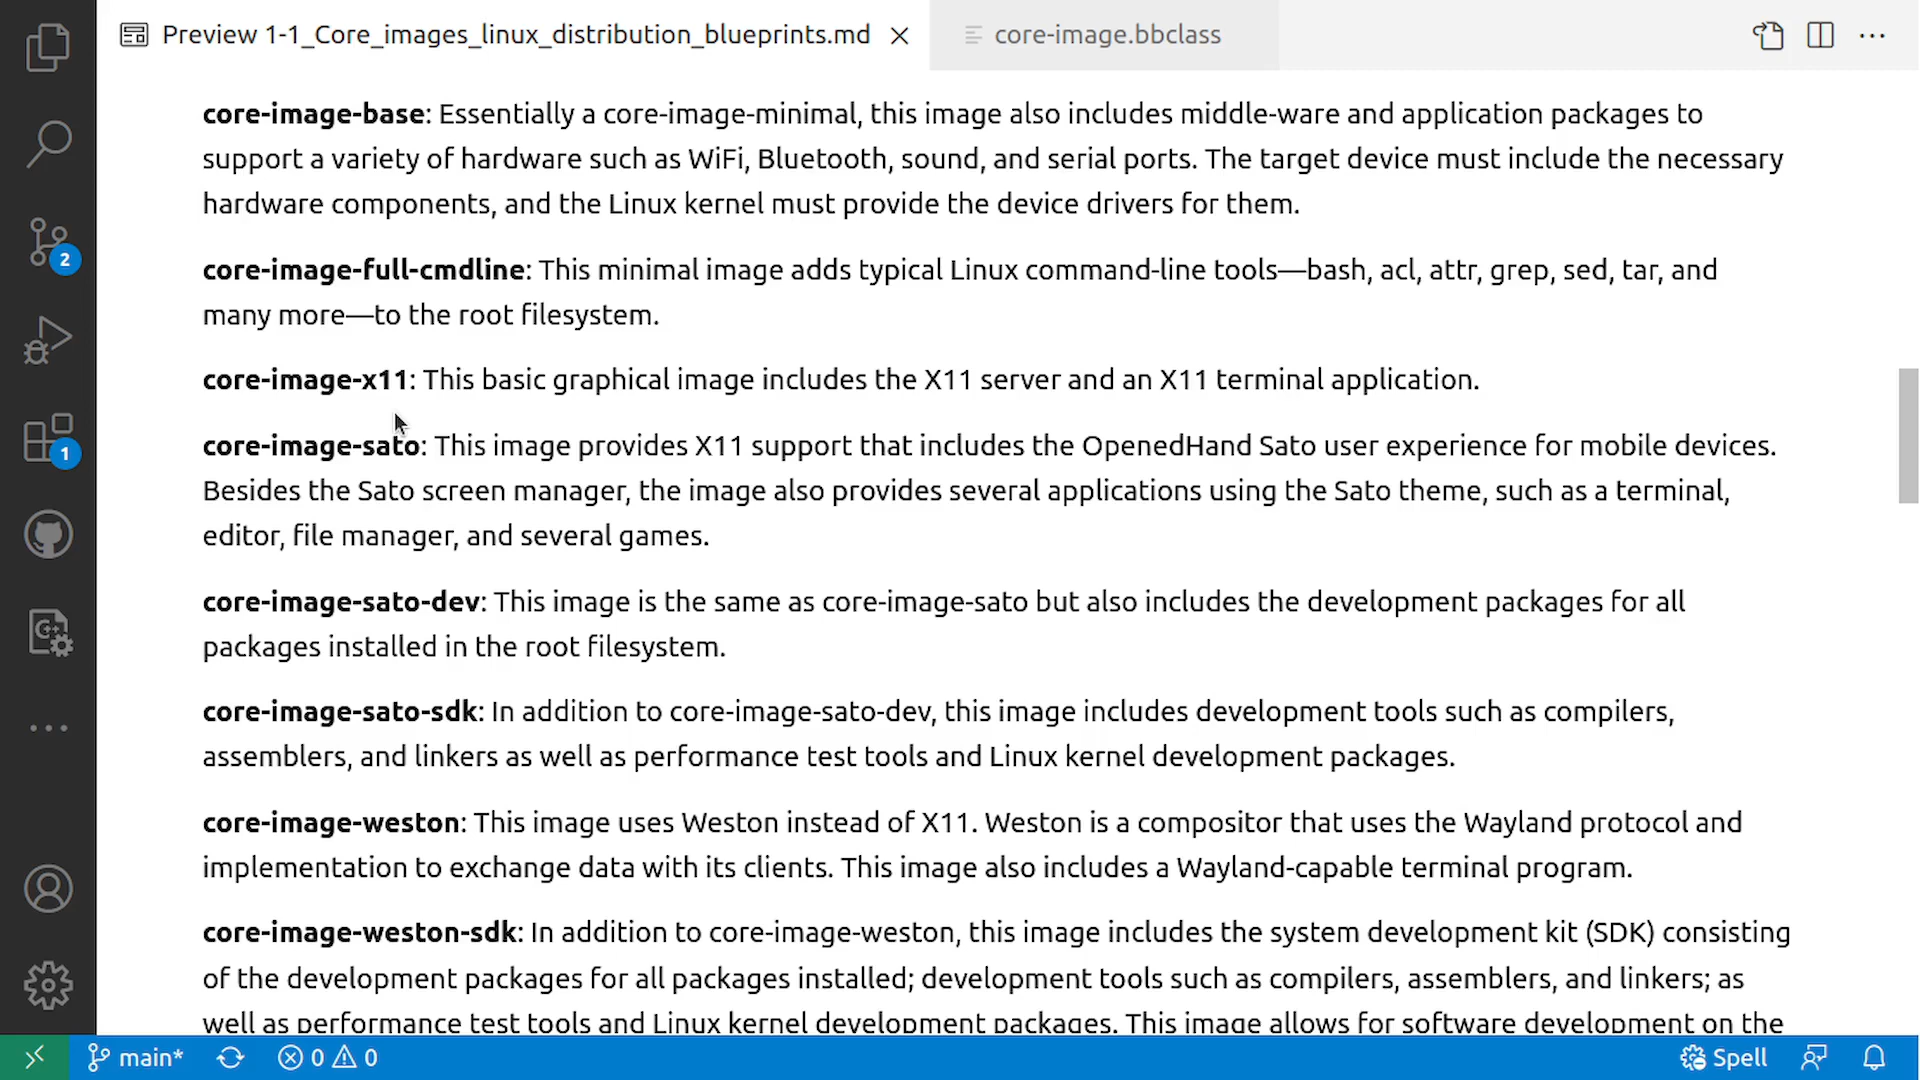 Preview 1-1_Core_images_linux_distribution_blueprints.md
core-image.bbclass
core-image-base: Essentially a core-image-minimal, this image also includes middle-ware and application packages to
support a variety of hardware such as WiFi, Bluetooth, sound, and serial ports. The target device must include the necessary
hardware components, and the Linux kernel must provide the device drivers for them.
core-image-full-cmdline: This minimal image adds typical Linux command-line tools—bash, acl, attr, grep, sed, tar, and
many more—to the root filesystem.
core-image-x11: This basic graphical image includes the X11 server and an X11 terminal application.
core-image-sato: This image provides X11 support that includes the OpenedHand Sato user experience for mobile devices.
Besides the Sato screen manager, the image also provides several applications using the Sato theme, such as a terminal,
editor, file manager, and several games.
core-image-sato-dev: This image is the same as core-image-sato but also includes the development packages for all
packages installed in the root filesystem.
core-image-sato-sdk: In addition to core-image-sato-dev, this image includes development tools such as compilers,
assemblers, and linkers as well as performance test tools and Linux kernel development packages.
core-image-weston: This image uses Weston instead of X11. Weston is a compositor that uses the Wayland protocol and
implementation to exchange data with its clients. This image also includes a Wayland-capable terminal program.
core-image-weston-sdk: In addition to core-image-weston, this image includes the system development kit (SDK) consisting
of the development packages for all packages installed; development tools such as compilers, assemblers, and linkers; as
well as performance test tools and Linux kernel development packages. This image allows for software development on the
2
1
main*
0
0
Spell